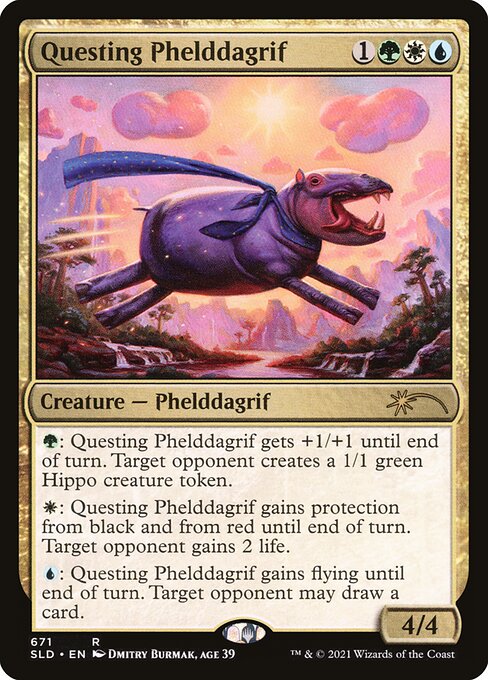 Questing Phelddagrif 1
Creature — Phelddagrif
: Questing Phelddagrif gets +1/+1 until end
of turn. Target opponent creates a 1/1 green
Hippo creature token.
: Questing Phelddagrif gains protection
from black and from red until end of turn.
Target opponent gains 2 life.
: Questing Phelddagrif gains flying until
end of turn. Target opponent may draw a
card.
4/4
671 R
SLD • EN Dmitry Burmak, age 39
™ & © 2021 Wizards of the Coast